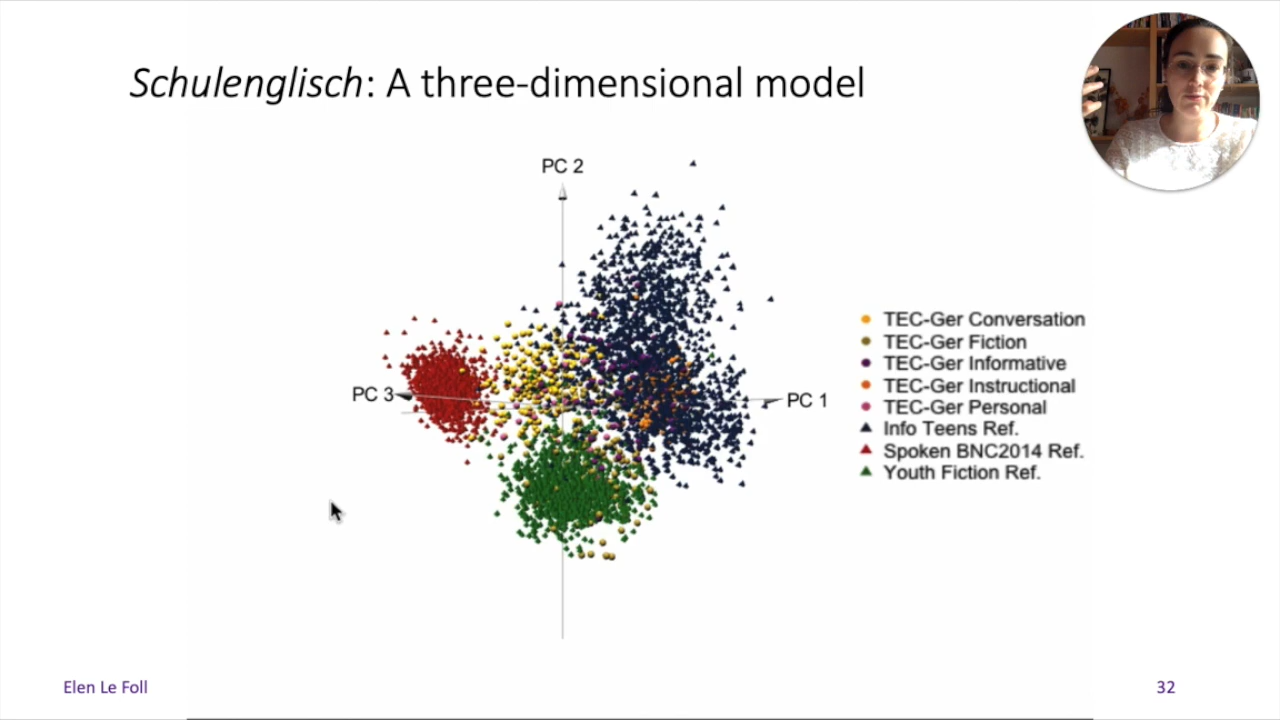 Schulenglisch: A three-dimensional model
PC 2
PC 3
PC 1
TEC-Ger Conversation
TEC-Ger Fiction
TEC-Ger Informative
TEC-Ger Instructional
TEC-Ger Personal
Info Teens Ref.
Spoken BNC2014 Ref.
Youth Fiction Ref.
Elen Le Foll
32